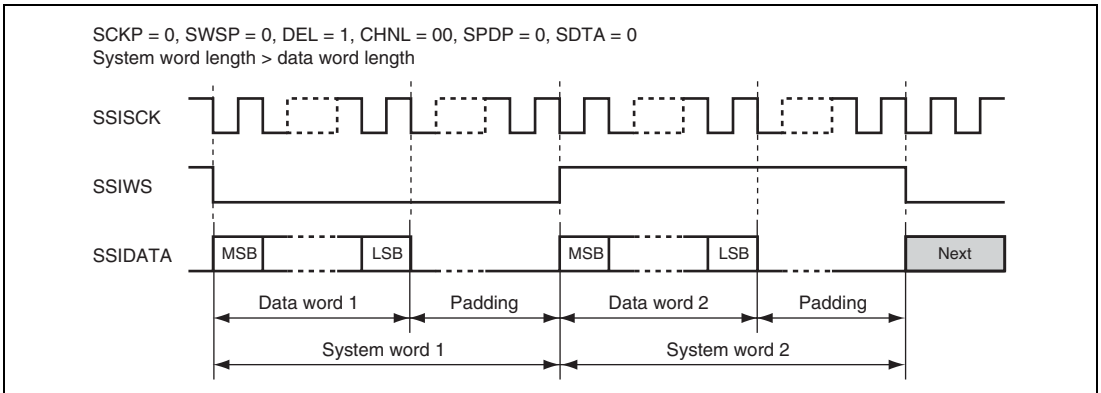 SCKP = 0, SWSP = 0, DEL = 1, CHNL = 00, SPDP = 0, SDTA = 0
System word length > data word length
SSISCK
SSIWS
SSIDATA MSB LSB MSB LSB Next
Data word 1 Padding Data word 2 Padding
System word 1 System word 2